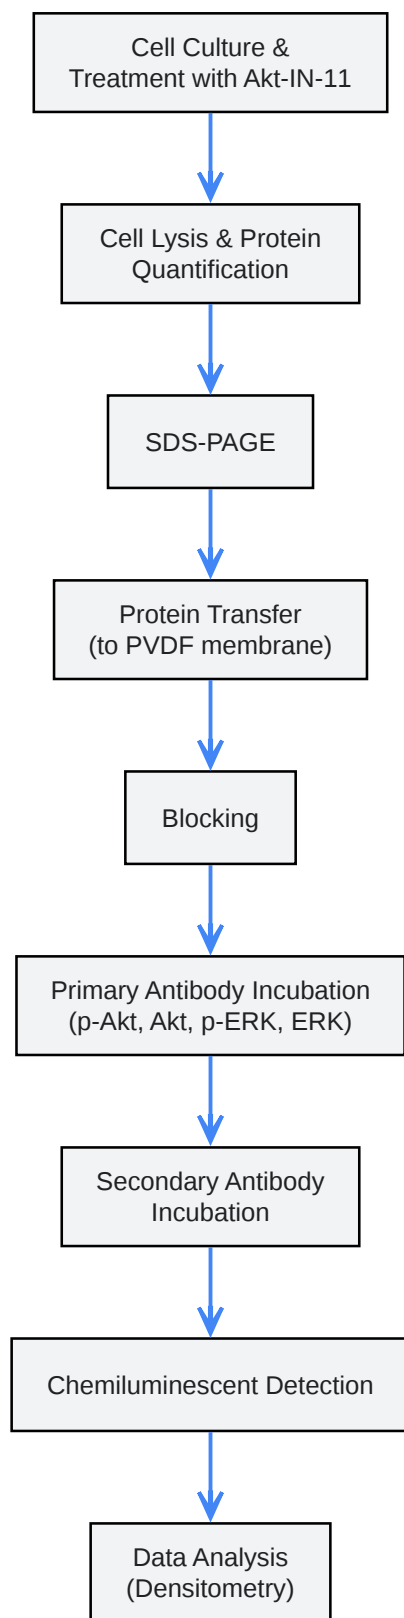 Cell Culture &
Treatment with Akt-IN-11
Cell Lysis & Protein
Quantification
SDS-PAGE
Protein Transfer
(to PVDF membrane)
Blocking
Primary Antibody Incubation
(p-Akt, Akt, p-ERK, ERK)
Secondary Antibody
Incubation
Chemiluminescent Detection
Data Analysis
(Densitometry)